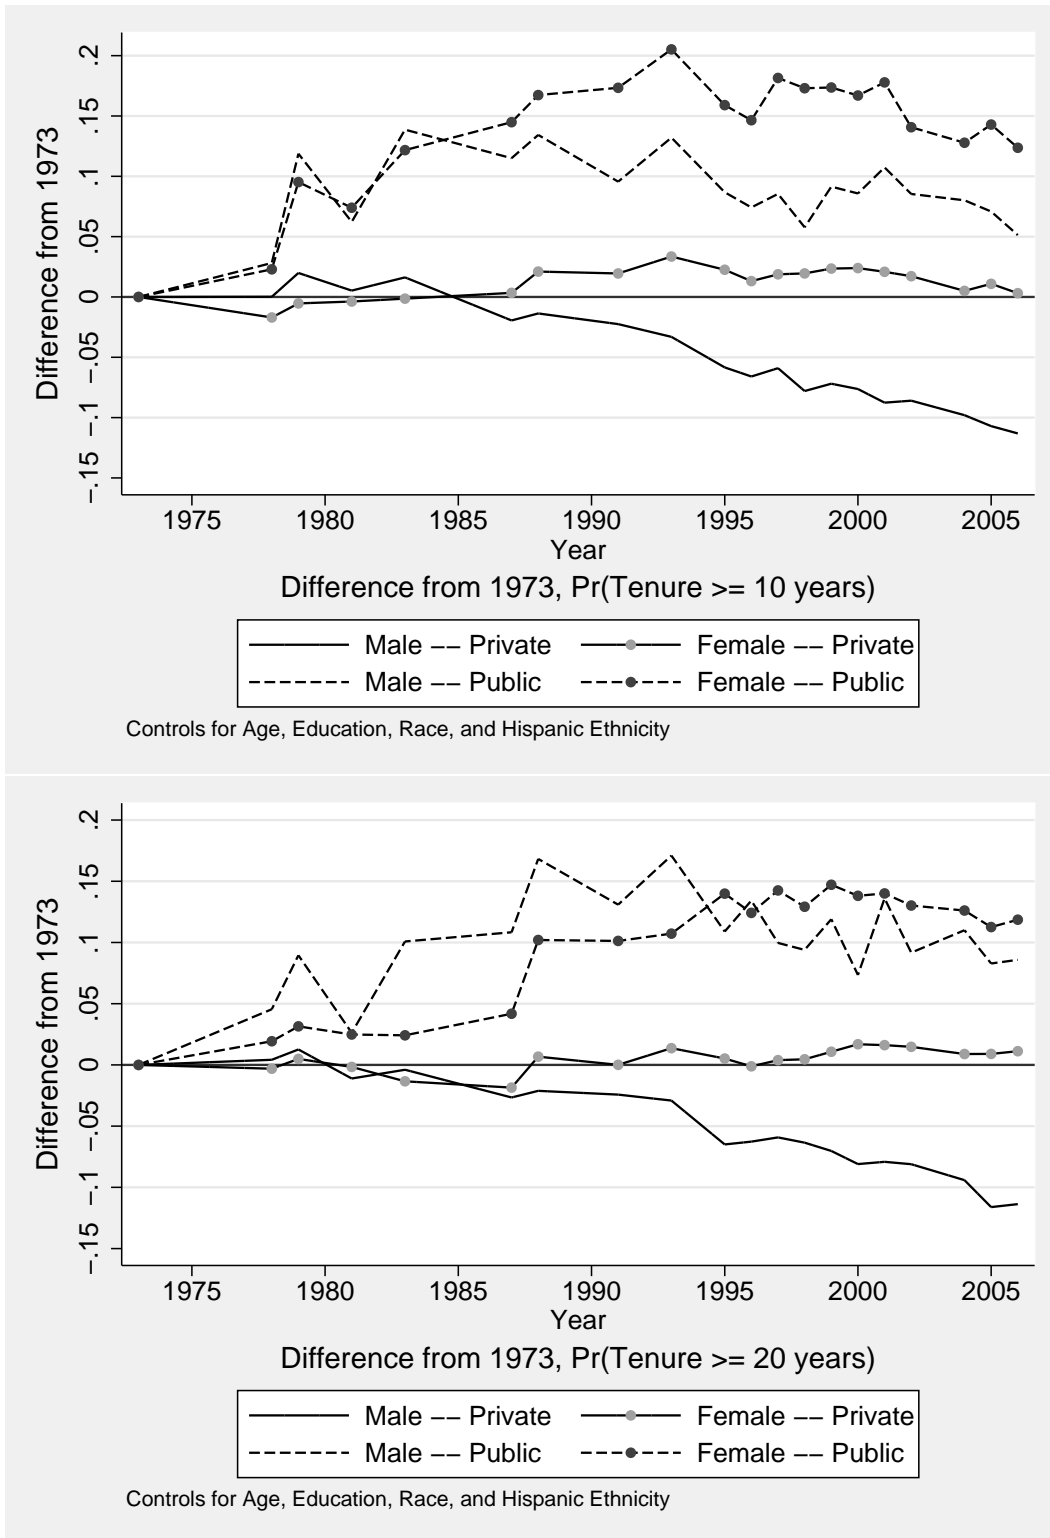 .2
.15
.1
.05
0
−.05
−.1
−.15
Difference from 1973
1975 1980 1985 1990 1995 2000 2005
Year
Difference from 1973, Pr(Tenure >= 10 years)
Male −− Private Female −− Private
Male −− Public Female −− Public
Controls for Age, Education, Race, and Hispanic Ethnicity
.2
.15
.1
.05
0
−.05
−.1
−.15
Difference from 1973
1975 1980 1985 1990 1995 2000 2005
Year
Difference from 1973, Pr(Tenure >= 20 years)
Male −− Private Female −− Private
Male −− Public Female −− Public
Controls for Age, Education, Race, and Hispanic Ethnicity